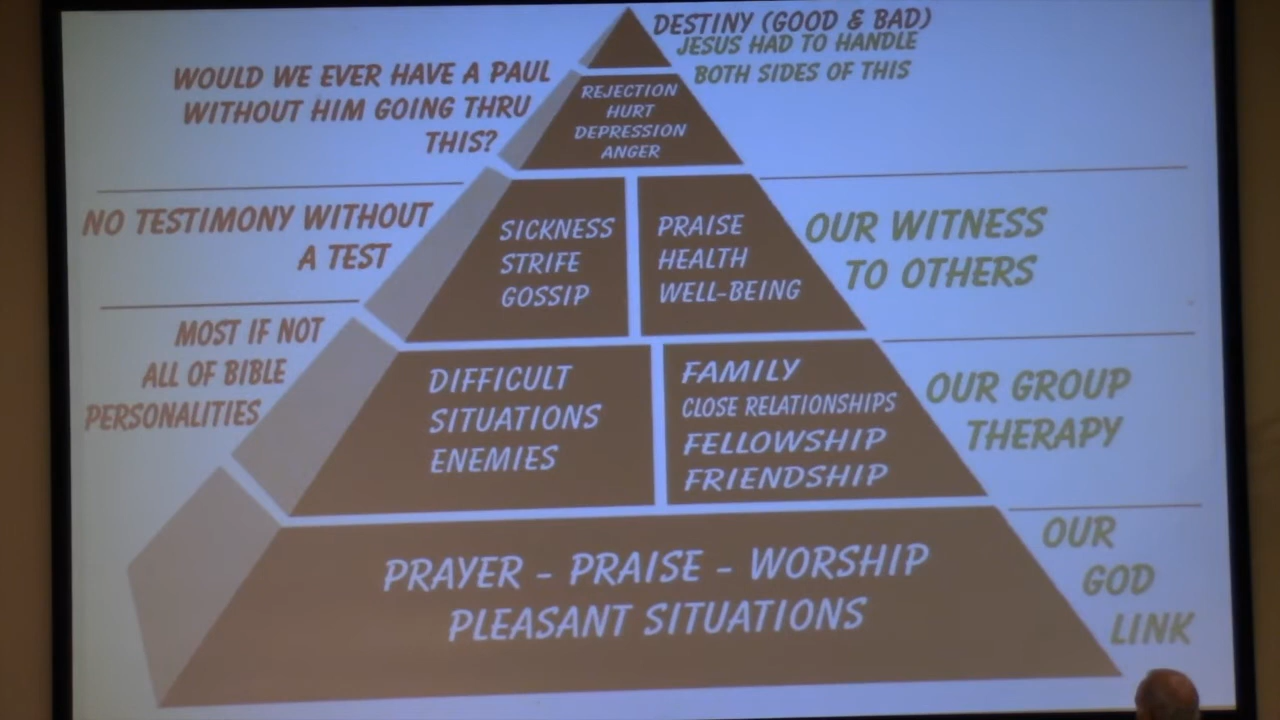 DESTINY (GOOD & BAD)
JESUS HAD TO HANDLE
BOTH SIDES OF THIS
WOULD WE EVER HAVE A PAUL
WITHOUT HIM GOING THRU
THIS?
REJECTION
HURT
DEPRESSION
ANGER
NO TESTIMONY WITHOUT
A TEST
SICKNESS
STRIFE
GOSSIP
PRAISE
HEALTH
WELL-BEING
OUR WITNESS
TO OTHERS
MOST IF NOT
ALL OF BIBLE
PERSONALITIES
DIFFICULT
SITUATIONS
ENEMIES
FAMILY
CLOSE RELATIONSHIPS
FELLOWSHIP
FRIENDSHIP
OUR GROUP
THERAPY
PRAYER - PRAISE - WORSHIP
PLEASANT SITUATIONS
OUR
GOD
LINK